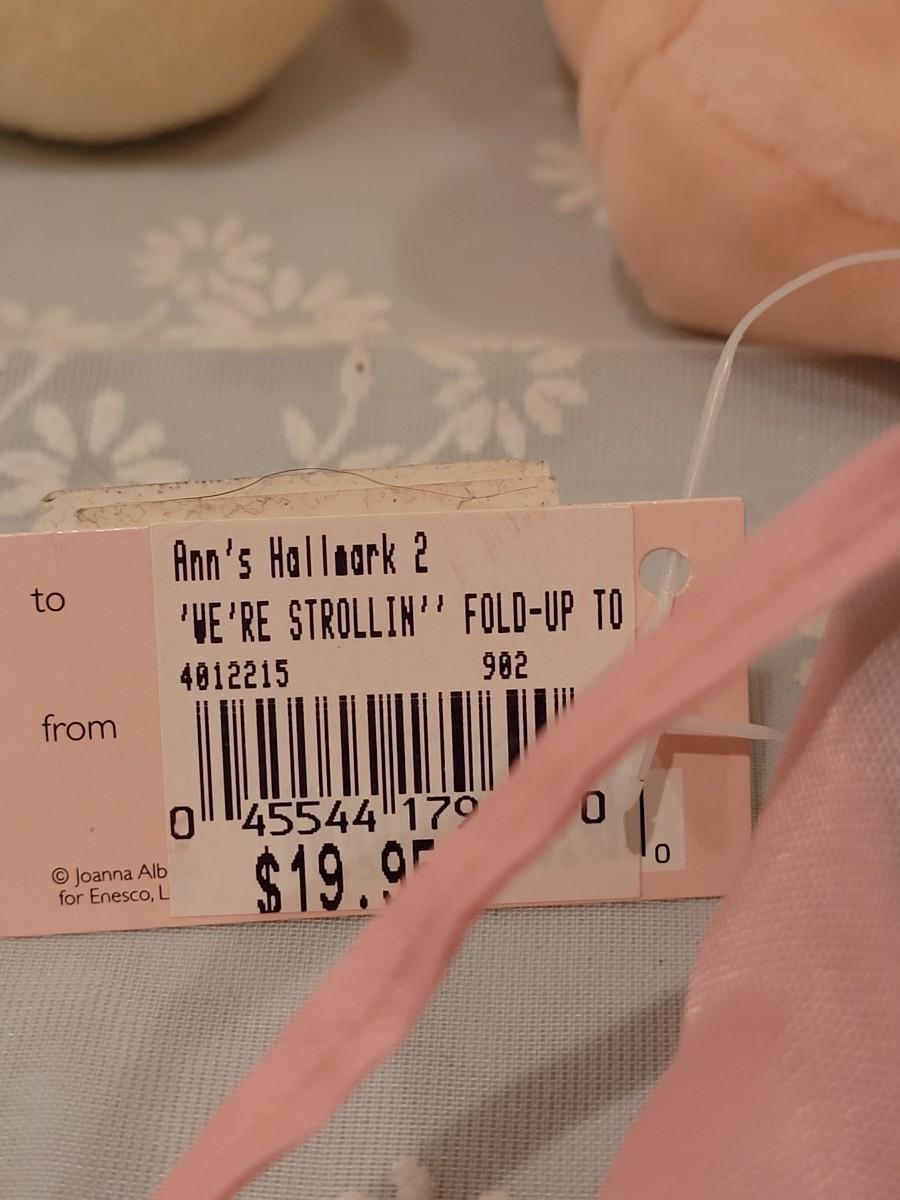 to
from
© Joanna Alb
for Enesco, L
Ann's Hallmark 2
'WE'RE STROLLIN'' FOLD-UP TO
4012215 902
0 45544 179 0
$19.95
0